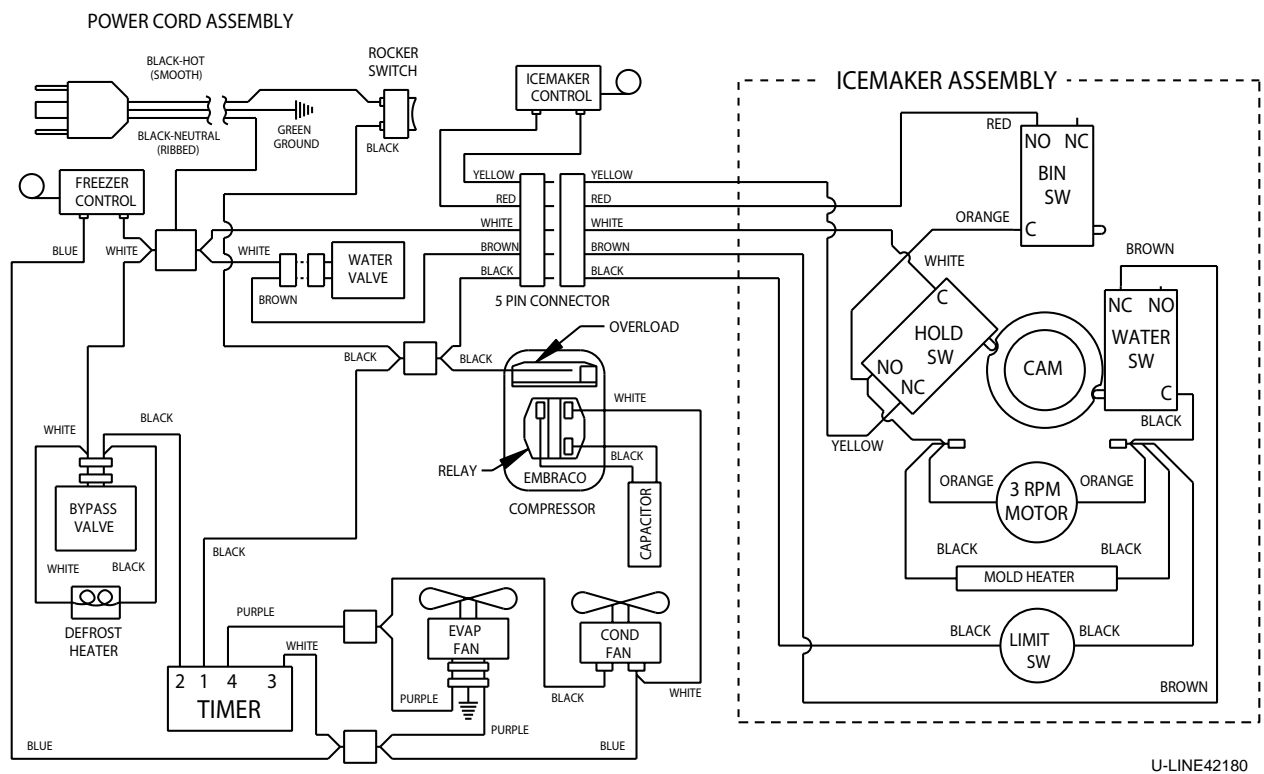 POWER CORD ASSEMBLY
BLACK-HOT
(SMOOTH)
ROCKER
SWITCH
BLACK-NEUTRAL
(RIBBED)
GREEN
GROUND
BLACK
ICEMAKER
CONTROL
ICEMAKER ASSEMBLY
RED
NO NC
BIN
SW
C
ORANGE
FREEZER
CONTROL
BLUE
WHITE
WHITE
BROWN
WATER
VALVE
YELLOW
RED
WHITE
BROWN
BLACK
YELLOW
RED
WHITE
BROWN
BLACK
5 PIN CONNECTOR
WHITE
BROWN
C
HOLD
SW
NO
NC
CAM
NC NO
WATER
SW
C
BLACK
YELLOW
OVERLOAD
BLACK
BLACK
WHITE
BLACK
RELAY
EMBRACO
COMPRESSOR
CAPACITOR
WHITE
BLACK
BYPASS
VALVE
WHITE
BLACK
DEFROST
HEATER
BLACK
ORANGE
3 RPM
MOTOR
ORANGE
BLACK
BLACK
MOLD HEATER
BLACK
LIMIT
SW
BLACK
BROWN
PURPLE
WHITE
2 1 4 3
TIMER
EVAP
FAN
COND
FAN
PURPLE
BLACK
WHITE
PURPLE
BLUE
BLUE
U-LINE42180